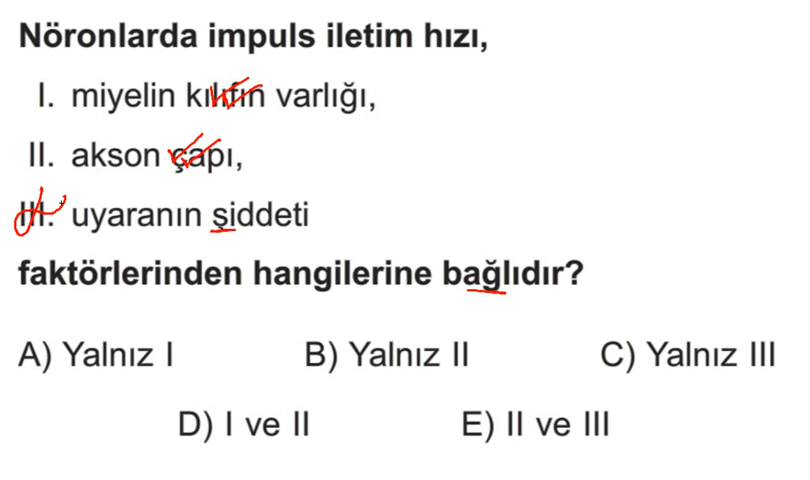 Nöronlarda impuls iletim hızı,
I. miyelin kılıfın varlığı,
II. akson çapı,
III. uyaranın şiddeti
faktörlerinden hangilerine bağlıdır?
A) Yalnız I B) Yalnız II C) Yalnız III
D) I ve II E) II ve III